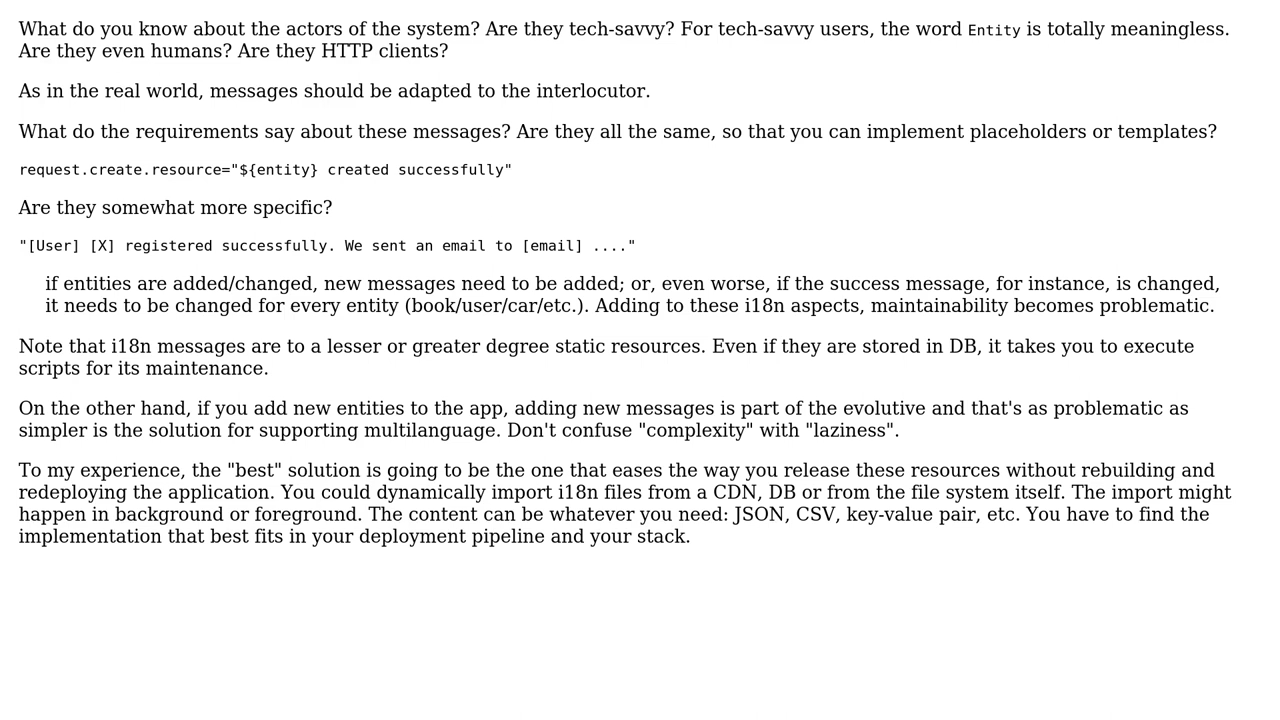 What do you know about the actors of the system? Are they tech-savvy? For tech-savvy users, the word Entity is totally meaningless.
Are they even humans? Are they HTTP clients?
As in the real world, messages should be adapted to the interlocutor.
What do the requirements say about these messages? Are they all the same, so that you can implement placeholders or templates?
request.create.resource="${entity} created successfully"
Are they somewhat more specific?
"[User] [X] registered successfully. We sent an email to [email] ...."
if entities are added/changed, new messages need to be added; or, even worse, if the success message, for instance, is changed,
it needs to be changed for every entity (book/user/car/etc.). Adding to these i18n aspects, maintainability becomes problematic.
Note that i18n messages are to a lesser or greater degree static resources. Even if they are stored in DB, it takes you to execute
scripts for its maintenance.
On the other hand, if you add new entities to the app, adding new messages is part of the evolutive and that's as problematic as
simpler is the solution for supporting multilanguage. Don't confuse "complexity" with "laziness".
To my experience, the "best" solution is going to be the one that eases the way you release these resources without rebuilding and
redeploying the application. You could dynamically import i18n files from a CDN, DB or from the file system itself. The import might
happen in background or foreground. The content can be whatever you need: JSON, CSV, key-value pair, etc. You have to find the
implementation that best fits in your deployment pipeline and your stack.